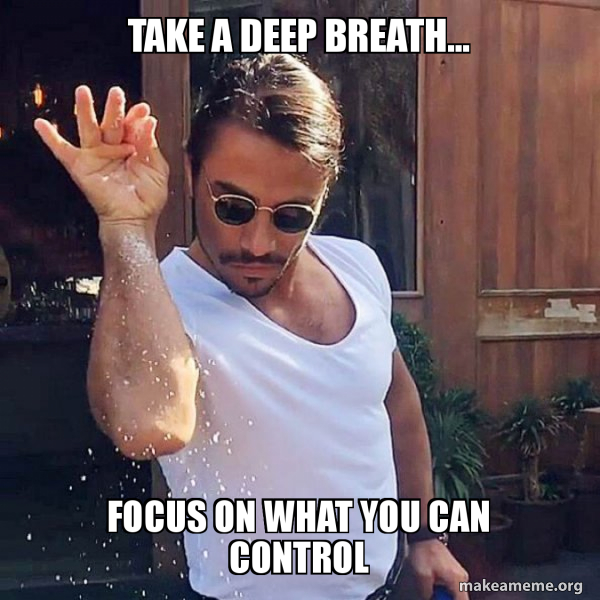 TAKE A DEEP BREATH...
FOCUS ON WHAT YOU CAN
CONTROL
makeameme.org